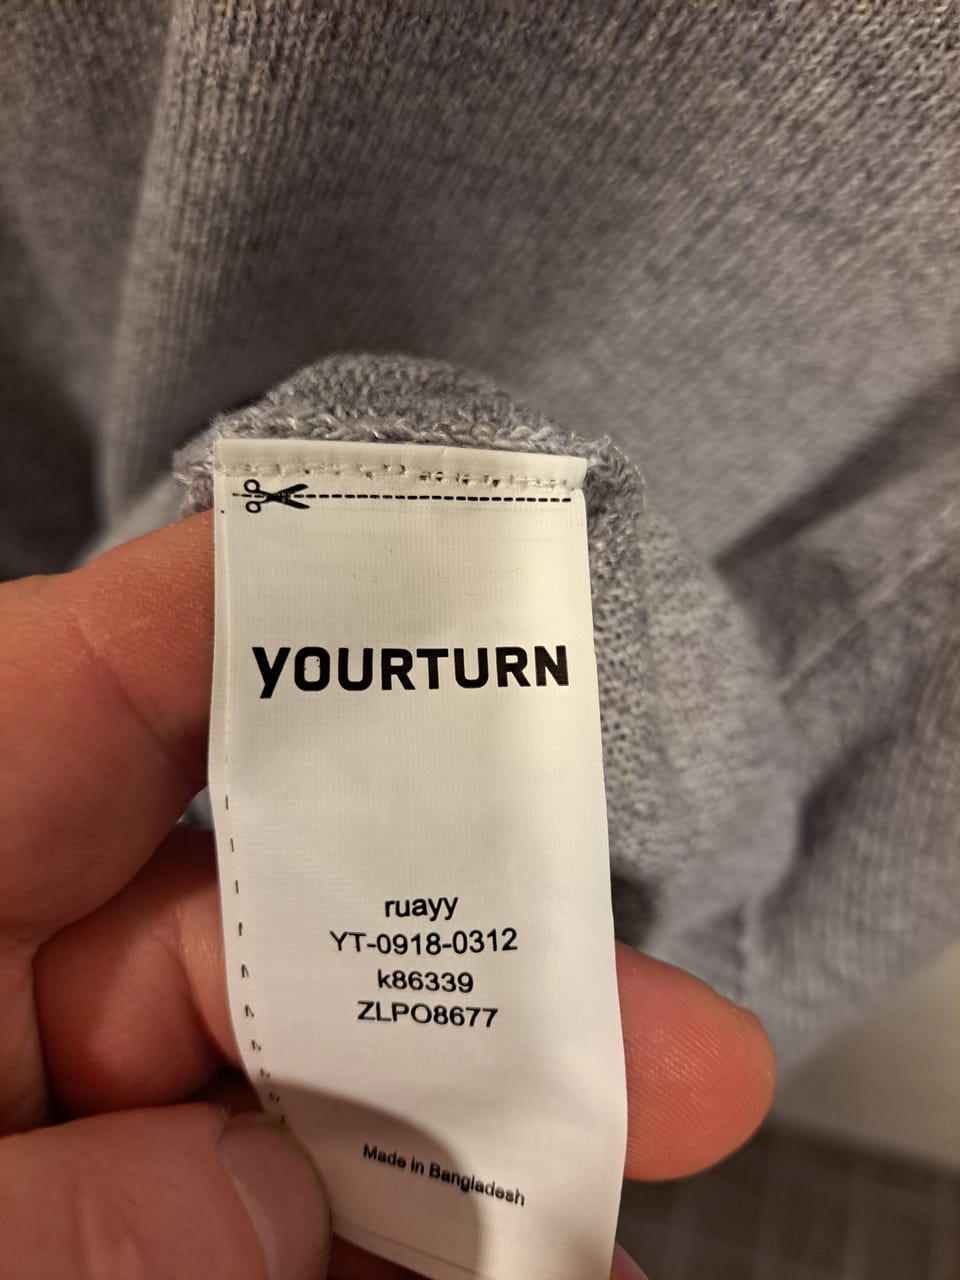 YOURTURN
ruayy
YT-0918-0312
k86339
ZLPO8677
Made in Bangladesh